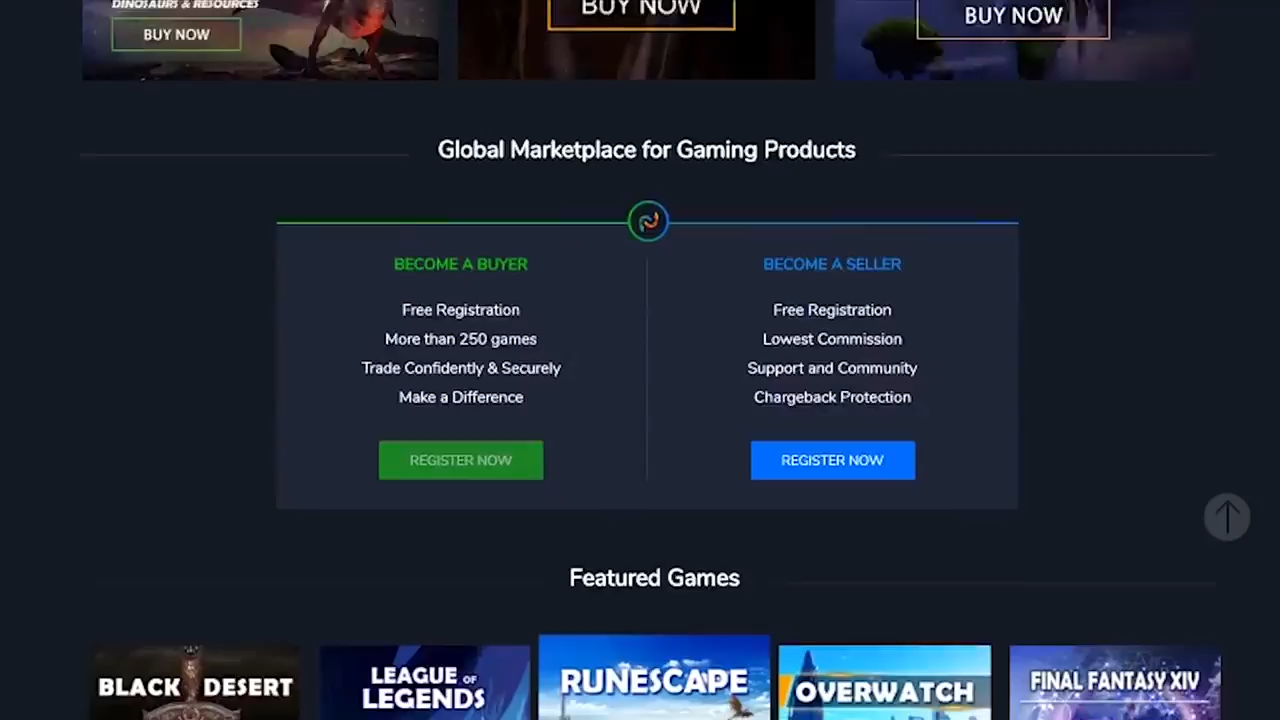 DINOSAURS & RESOURCES
BUY NOW
BUY NOW
BUY NOW
Global Marketplace for Gaming Products
BECOME A BUYER
Free Registration
More than 250 games
Trade Confidently & Securely
Make a Difference
REGISTER NOW
BECOME A SELLER
Free Registration
Lowest Commission
Support and Community
Chargeback Protection
REGISTER NOW
Featured Games
BLACK DESERT
LEAGUE OF
LEGENDS
RUNESCAPE
OVERWATCH
FINAL FANTASY XIV